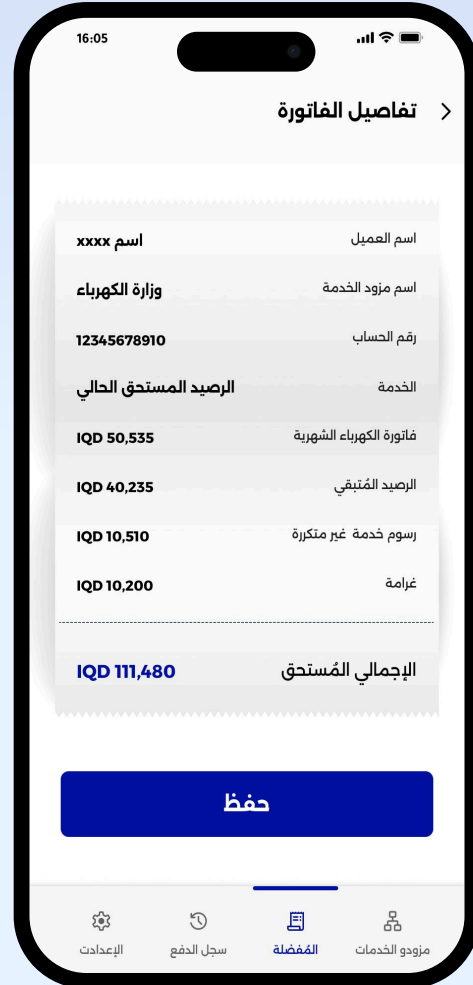 16:05
تفاصيل الفاتورة
اسم العميل اسم xxxx
اسم مزود الخدمة وزارة الكهرباء
رقم الحساب 12345678910
الخدمة الرصيد المستحق الحالي
فاتورة الكهرباء الشهرية IQD 50,535
الرصيد المُتبقي IQD 40,235
رسوم خدمة غير متكررة IQD 10,510
غرامة IQD 10,200
الإجمالي المُستحق IQD 111,480
حفظ
مزودو الخدمات المُفضلة سجل الدفع الإعدادت